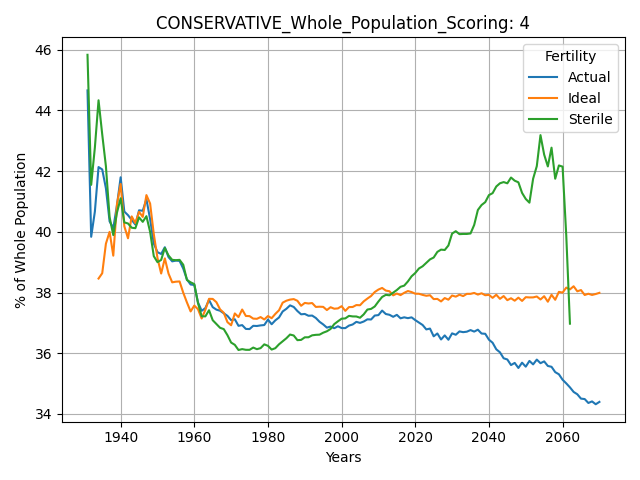 CONSERVATIVE_Whole_Population_Scoring: 4
Fertility
Actual
Ideal
Sterile
% of Whole Population
46
44
42
40
38
36
34
1940 1960 1980 2000 2020 2040 2060
Years